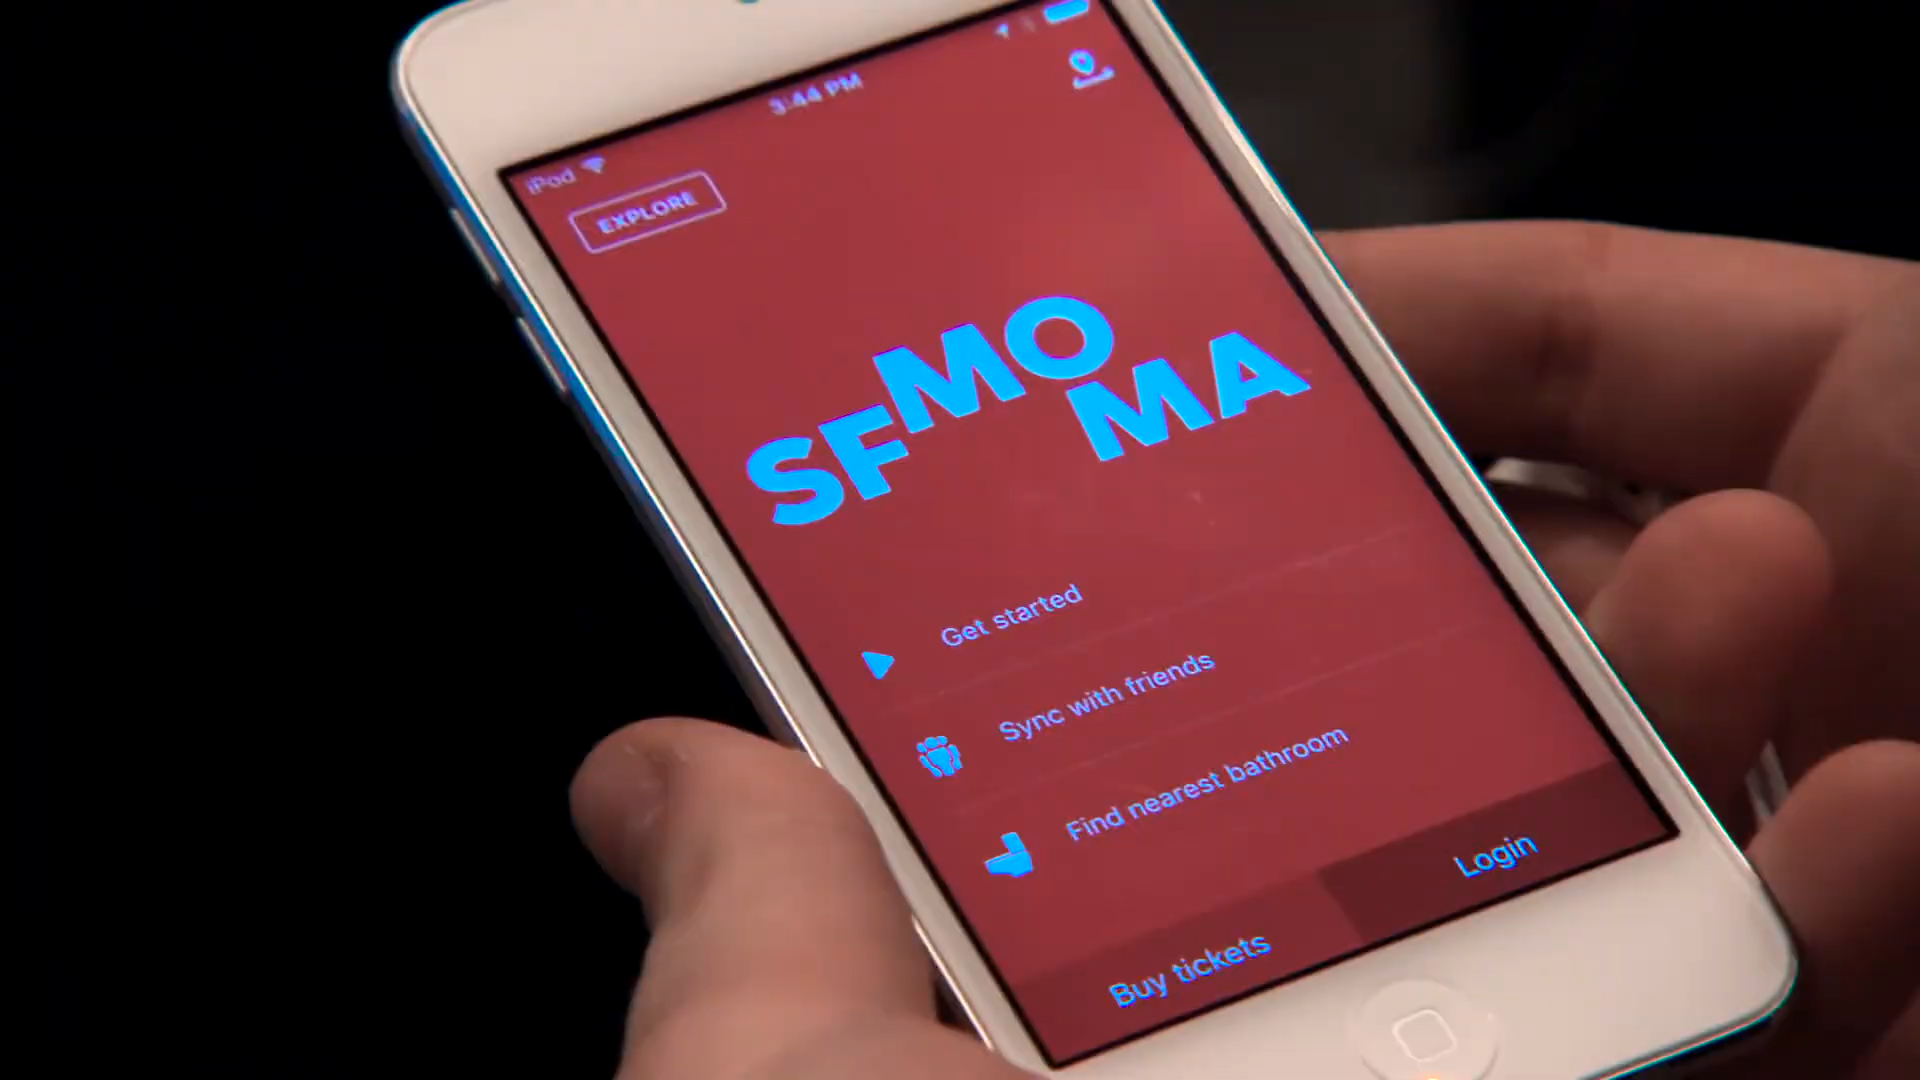 3:44 PM
iPod
EXPLORE
SFMOMA
Get started
Sync with friends
Find nearest bathroom
Login
Buy tickets